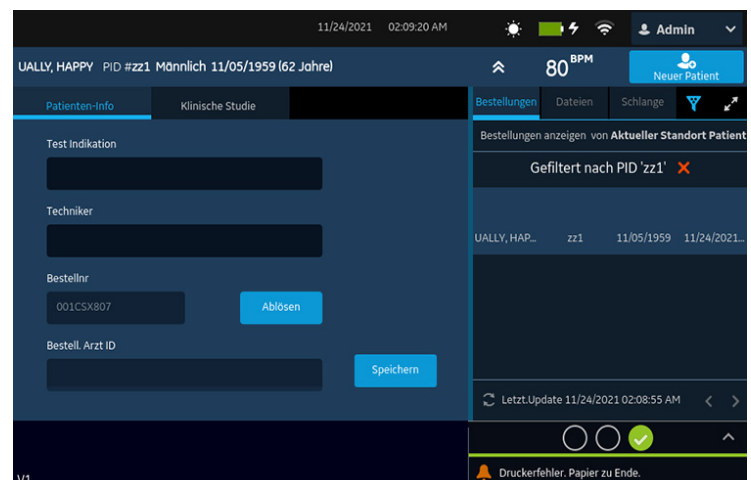 11/24/2021 02:09:20 AM
Admin
UALLY, HAPPY PID #zz1 Männlich 11/05/1959 (62 Jahre)
80 BPM
Neuer Patient
Patienten-Info
Klinische Studie
Test Indikation
Techniker
Bestellnr
001CSX807
Ablösen
Bestell. Arzt ID
Speichern
Bestellungen
Dateien
Schlange
Bestellungen anzeigen von Aktueller Standort Patient
Gefiltert nach PID 'zz1'
UALLY, HAP... zz1 11/05/1959 11/24/2021...
Letzt.Update 11/24/2021 02:08:55 AM
Druckerfehler. Papier zu Ende.
V1